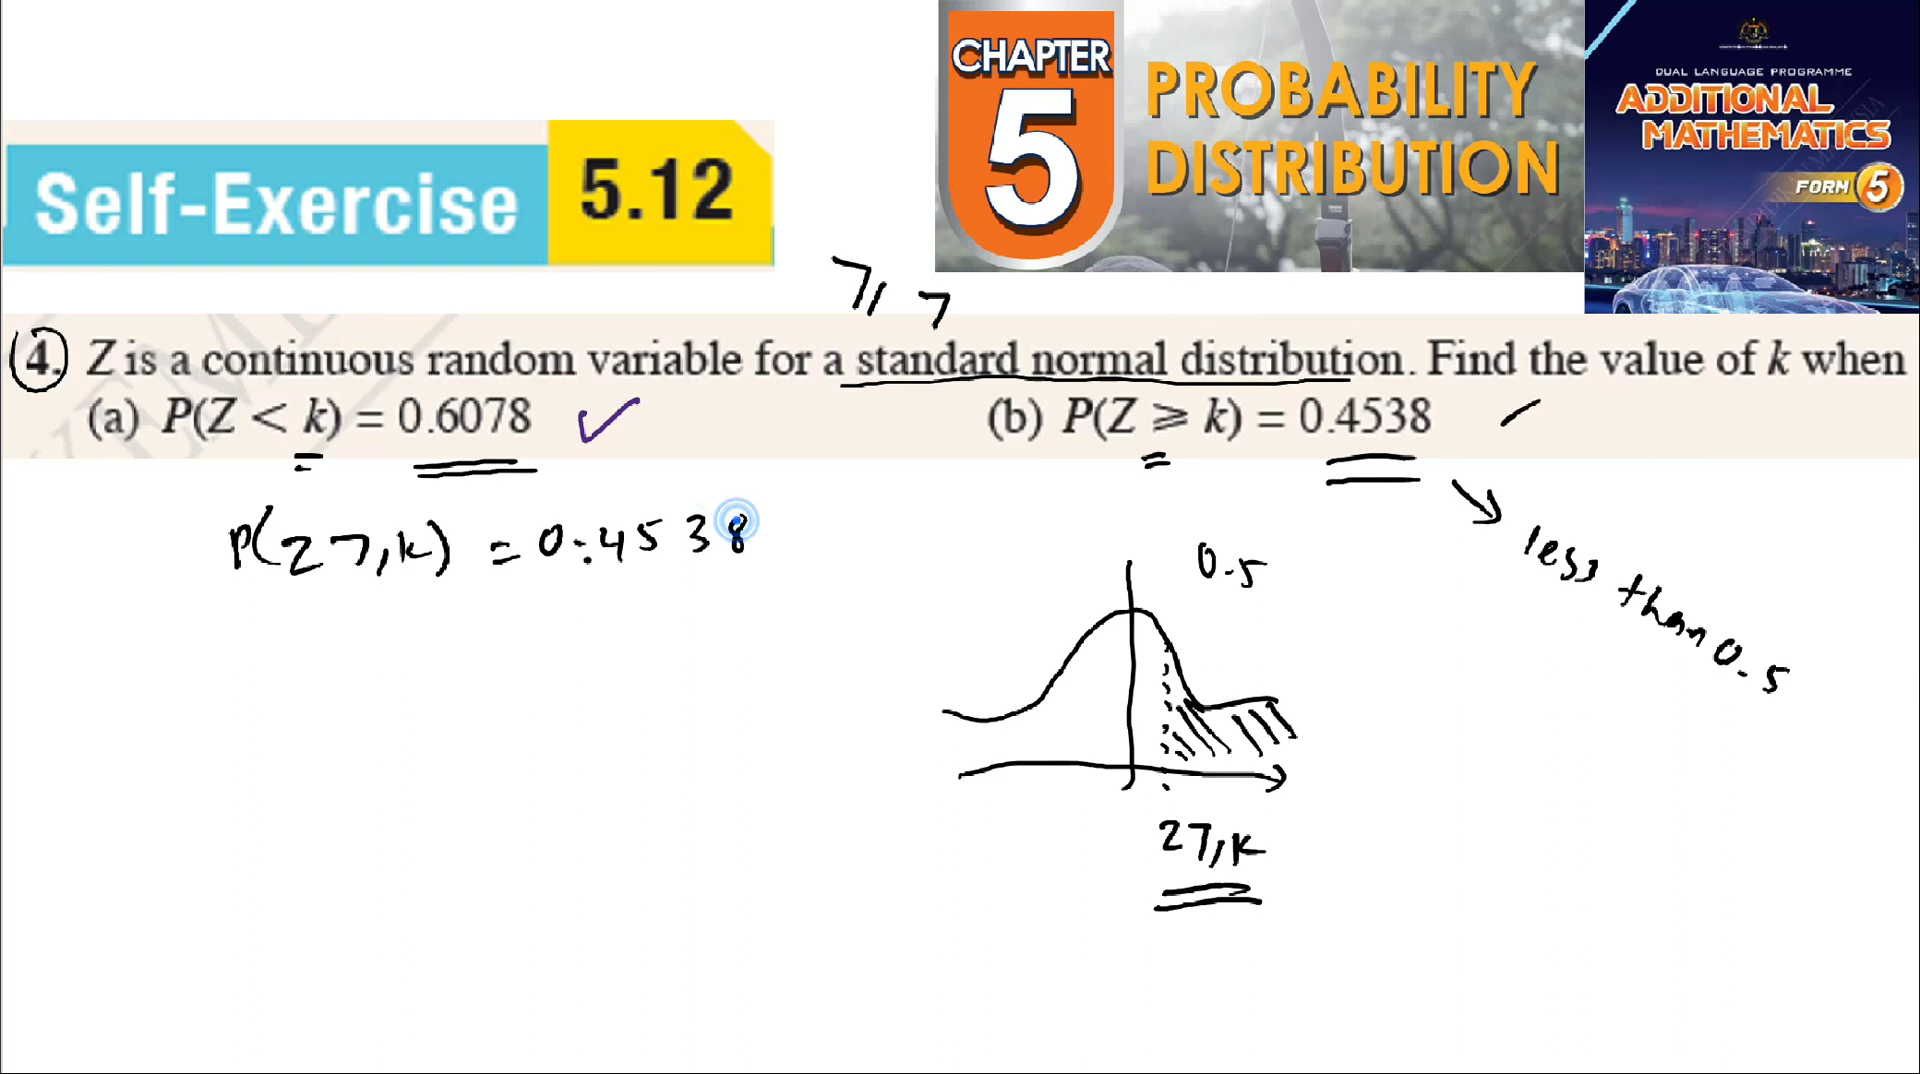 CHAPTER
5
PROBABILITY
DISTRIBUTION
DUAL LANGUAGE PROGRAMME
ADDITIONAL
MATHEMATICS
FORM 5
Self-Exercise 5.12
4. Z is a continuous random variable for a standard normal distribution. Find the value of k when
(a) P(Z < k) = 0.6078
(b) P(Z ⩾ k) = 0.4538
P(Z ⩾ k) = 0.4538
less than 0.5
0.5
Z ⩾ k